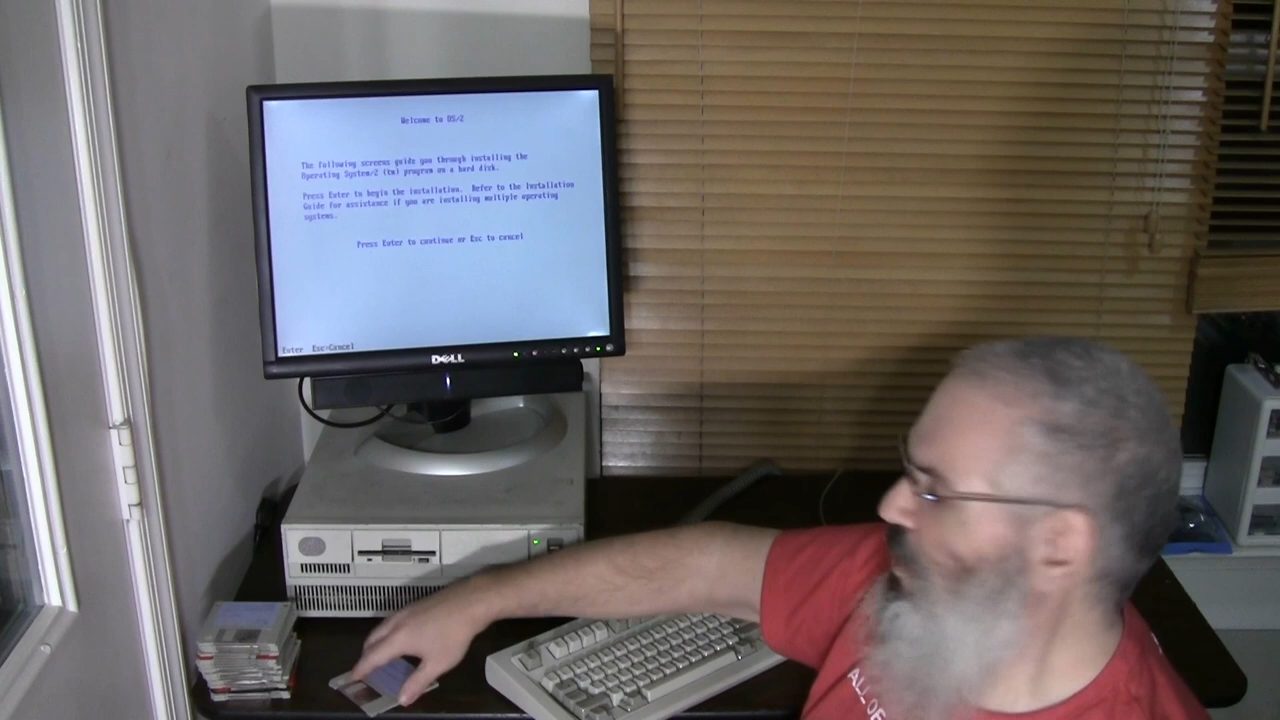 Welcome to OS/2
The following screens guide you through installing the
Operating System/2 (tm) program on a hard disk.
Press Enter to begin the installation. Refer to the Installation
Guide for assistance if you are installing multiple operating
systems.
Press Enter to continue or Esc to cancel
Enter Esc=Cancel
DELL
ALL OF